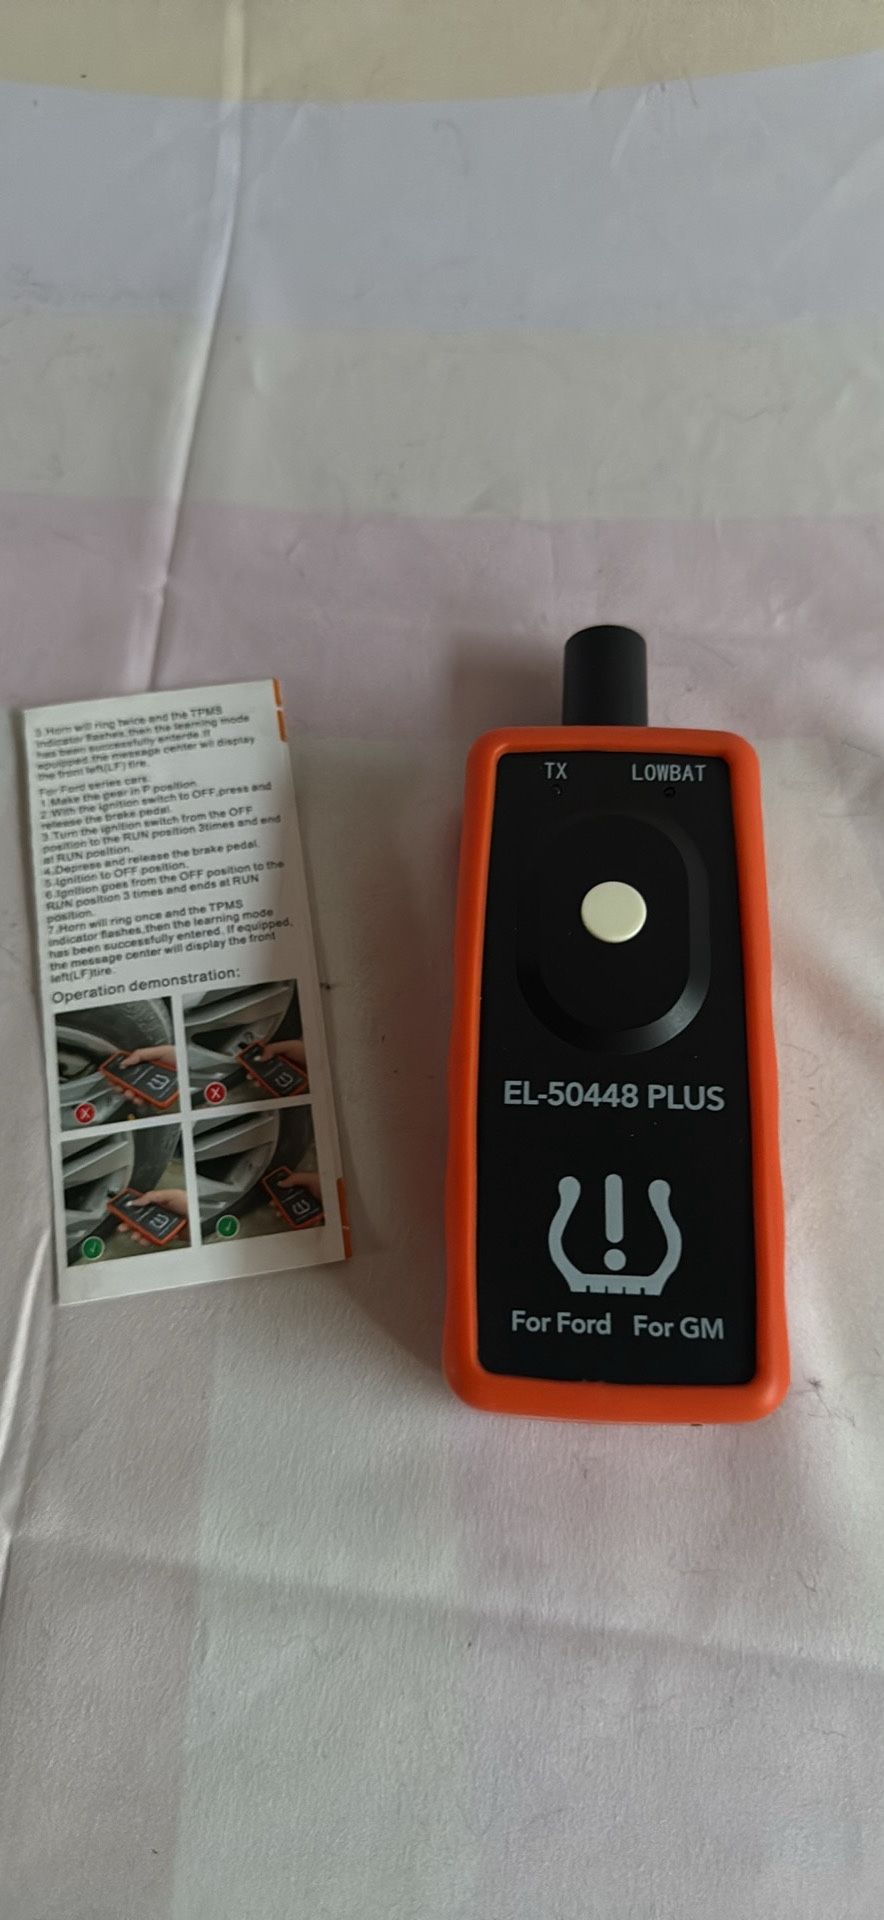 5.Horn will ring twice and the TPMS
indicator flashes,then the learning mode
has been successfully enterde.If
equipped,the message center will display
the front left(LF) tire.
For Ford series cars:
1.Make the gear in P position.
2.With the ignition switch to OFF,press and
release the brake pedal.
3.Turn the ignition switch from the OFF
position to the RUN position 3times and end
at RUN position.
4.Depress and release the brake pedal.
5.Ignition to OFF position.
6.Ignition goes from the OFF position to the
RUN position 3 times and ends at RUN
position.
7.Horn will ring once and the TPMS
indicator flashes,then the learning mode
has been successfully entered. If equipped,
the message center will display the front
left(LF)tire.
Operation demonstration:
TX LOWBAT
EL-50448 PLUS
For Ford For GM